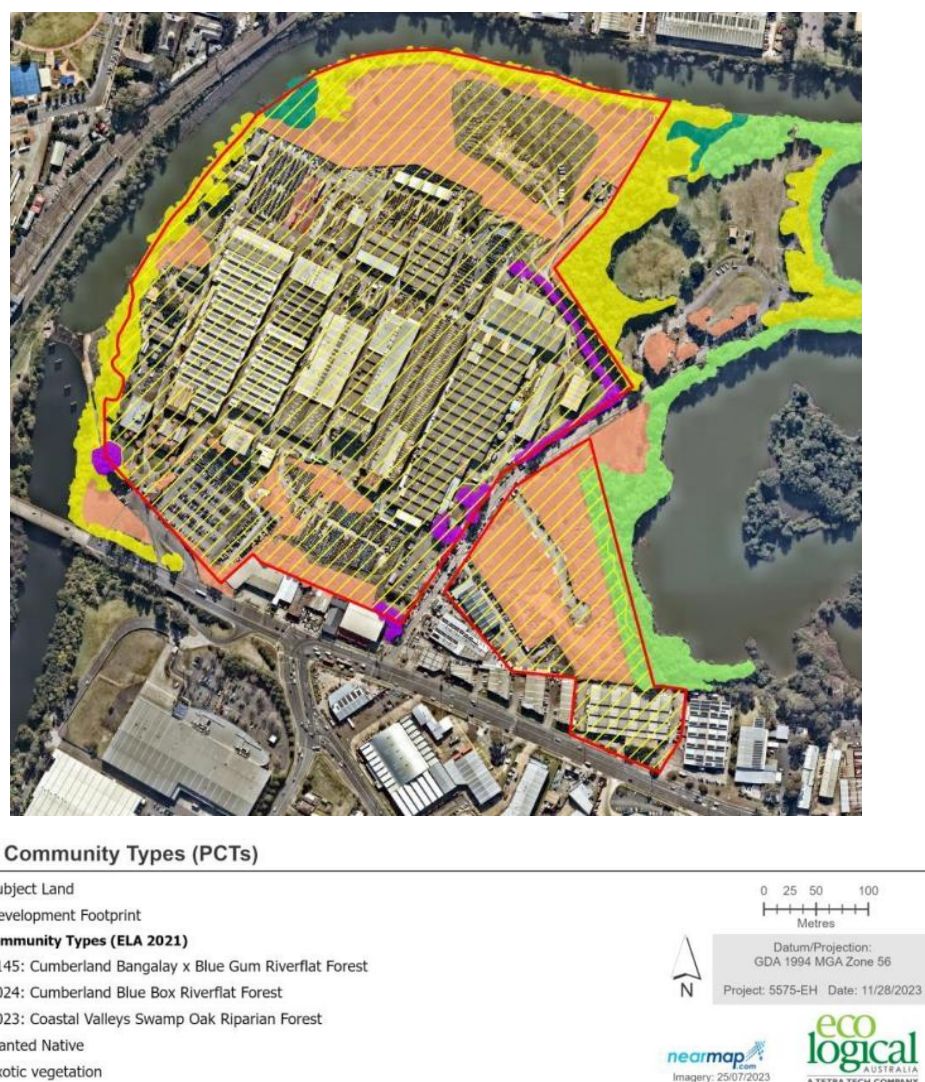 Community Types (PCTs)
ubject Land
evelopment Footprint
mmunity Types (ELA 2021)
145: Cumberland Bangalay x Blue Gum Riverflat Forest
024: Cumberland Blue Box Riverflat Forest
023: Coastal Valleys Swamp Oak Riparian Forest
anted Native
xotic vegetation
0 25 50 100
Metres
N
Datum/Projection:
GDA 1994 MGA Zone 56
Project: 5575-EH Date: 11/28/2023
nearmap
.com
Imagery: 25/07/2023
eco
logical
AUSTRALIA
A TETRA TECH COMPANY